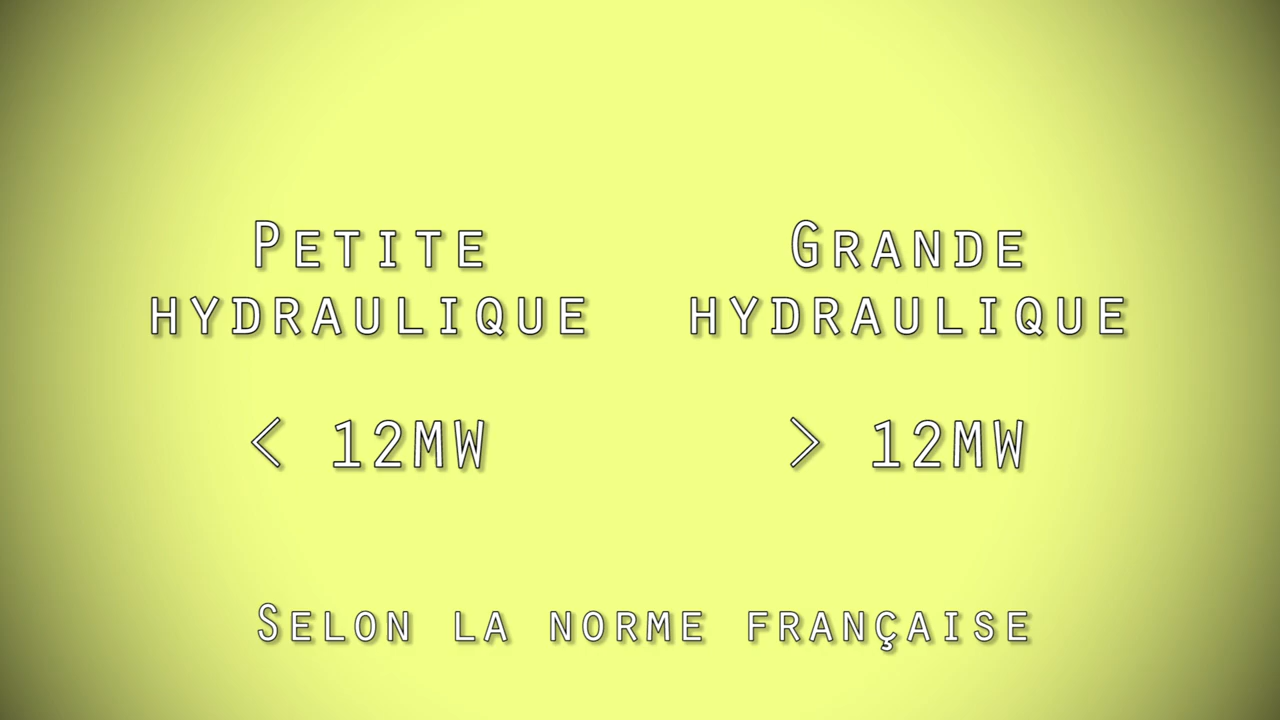 Petite
hydraulique
< 12MW
Grande
hydraulique
> 12MW
Selon la norme française